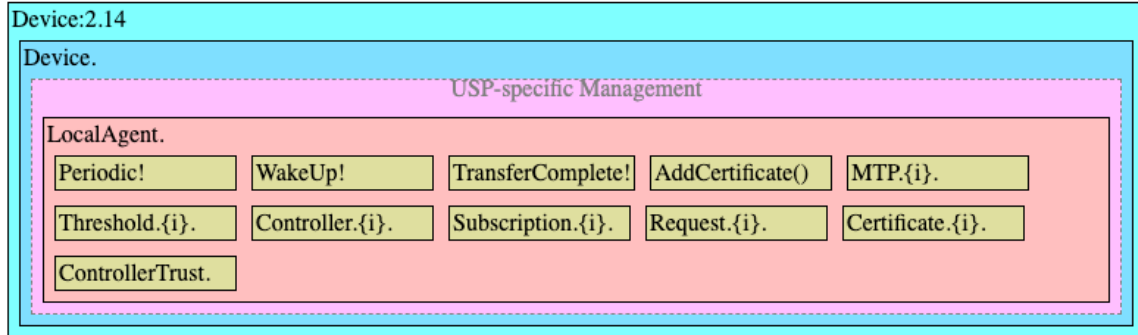 Device:2.14
Device.
USP-specific Management
LocalAgent.
Periodic! WakeUp! TransferComplete! AddCertificate() MTP.{i}.
Threshold.{i}. Controller.{i}. Subscription.{i}. Request.{i}. Certificate.{i}.
ControllerTrust.